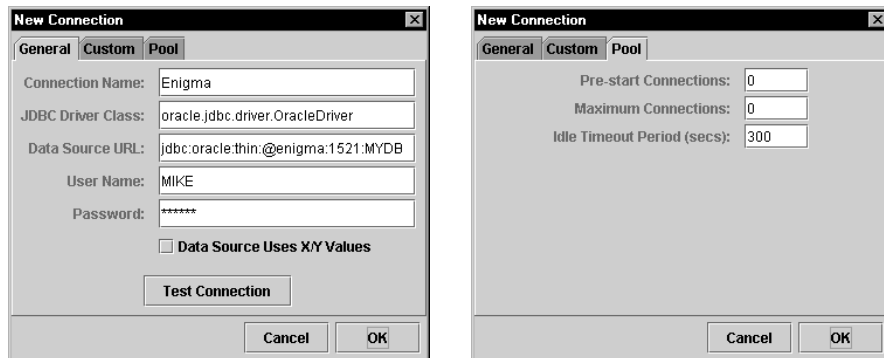 New Connection
General Custom Pool
Connection Name: Enigma
JDBC Driver Class: oracle.jdbc.driver.OracleDriver
Data Source URL: jdbc:oracle:thin:@enigma:1521:MYDB
User Name: MIKE
Password: ******
Data Source Uses X/Y Values
Test Connection
Cancel OK
New Connection
General Custom Pool
Pre-start Connections: 0
Maximum Connections: 0
Idle Timeout Period (secs): 300
Cancel OK